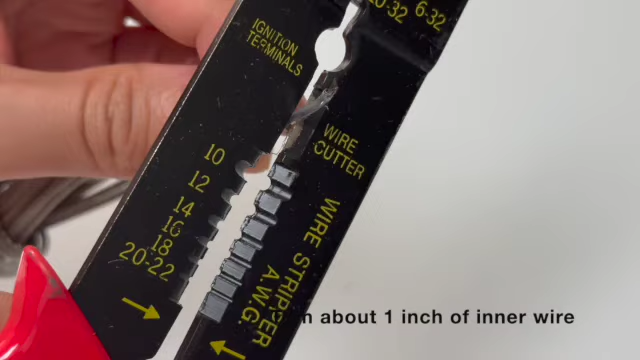 10-32
6-32
IGNITION
TERMINALS
WIRE
CUTTER
10
12
14
16
18
20-22
WIRE STRIPPER
A.W.G.
about 1 inch of inner wire